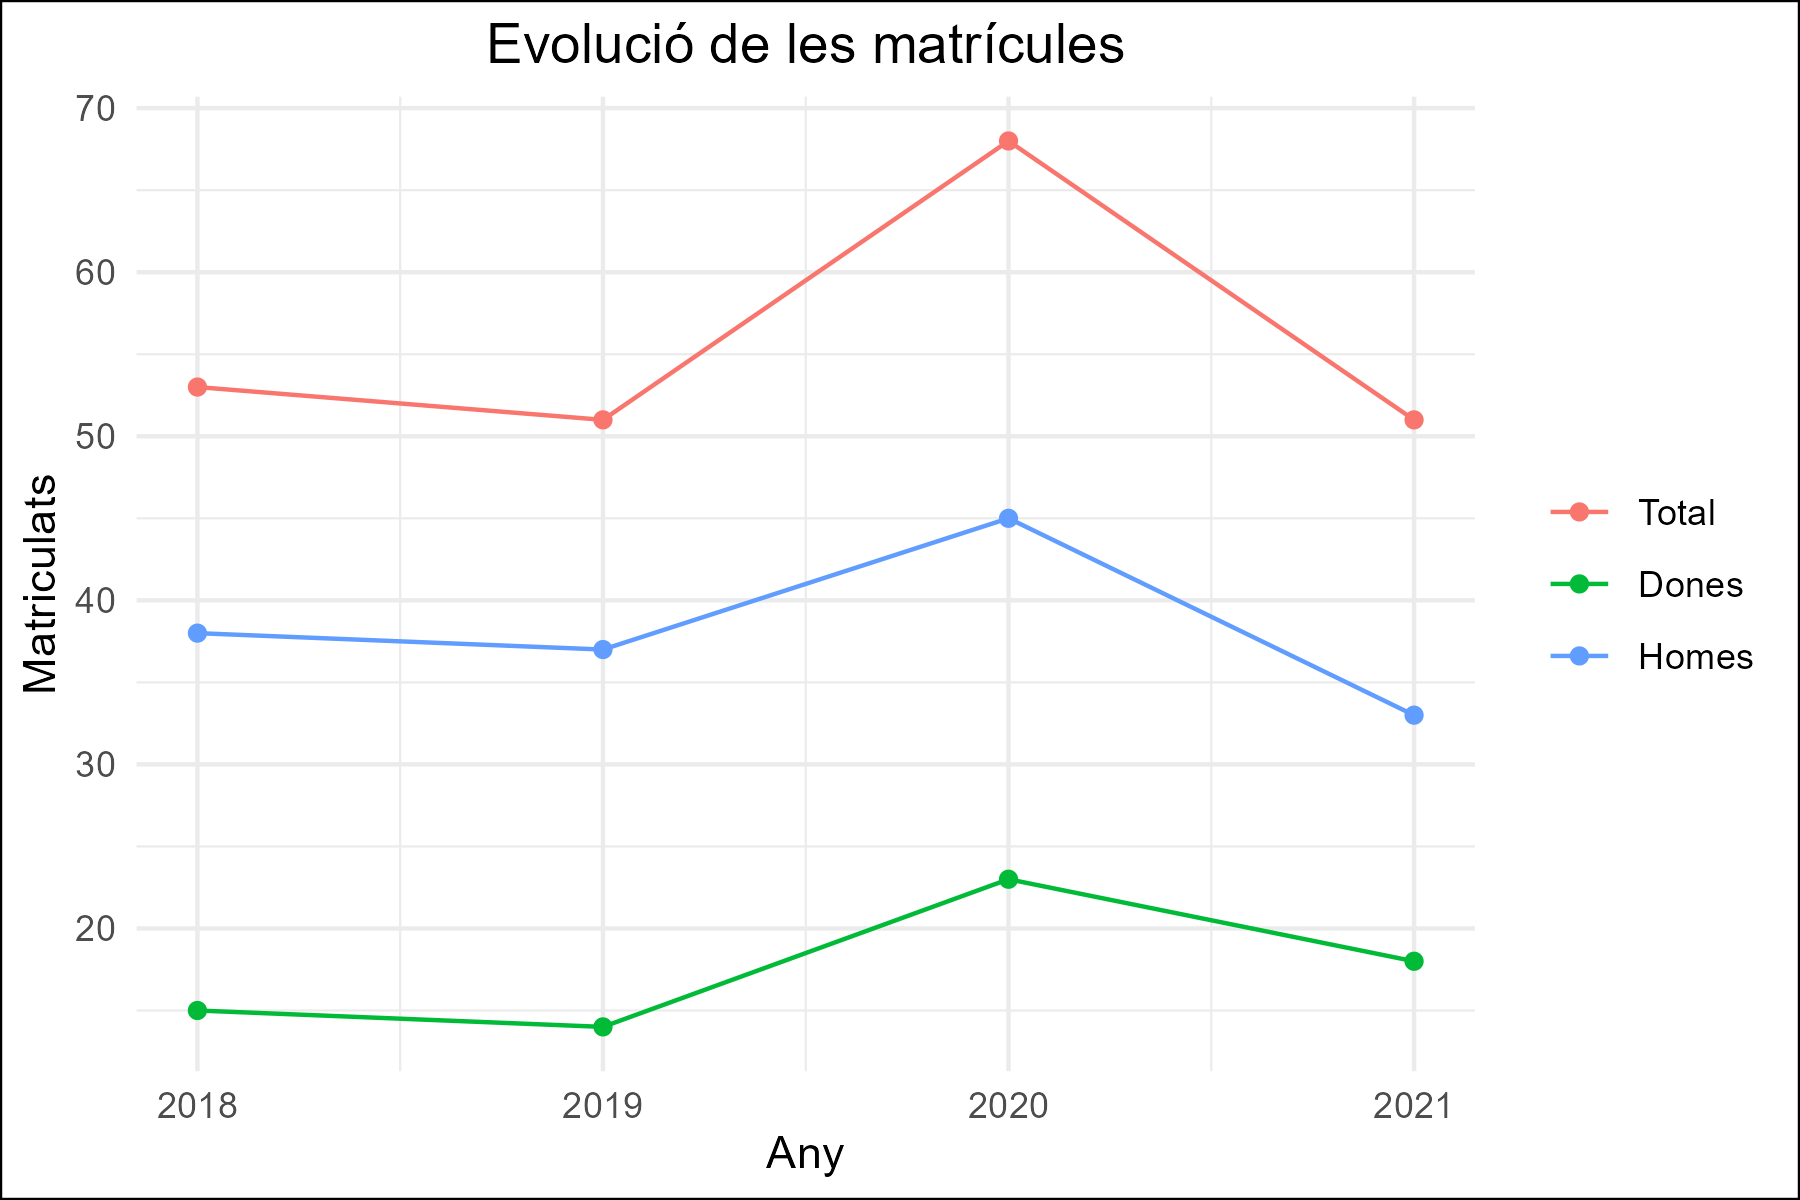 Evolució de les matrícules
70
60
50
40
30
20
Matriculats
2018
2019
2020
2021
Any
Total
Dones
Homes